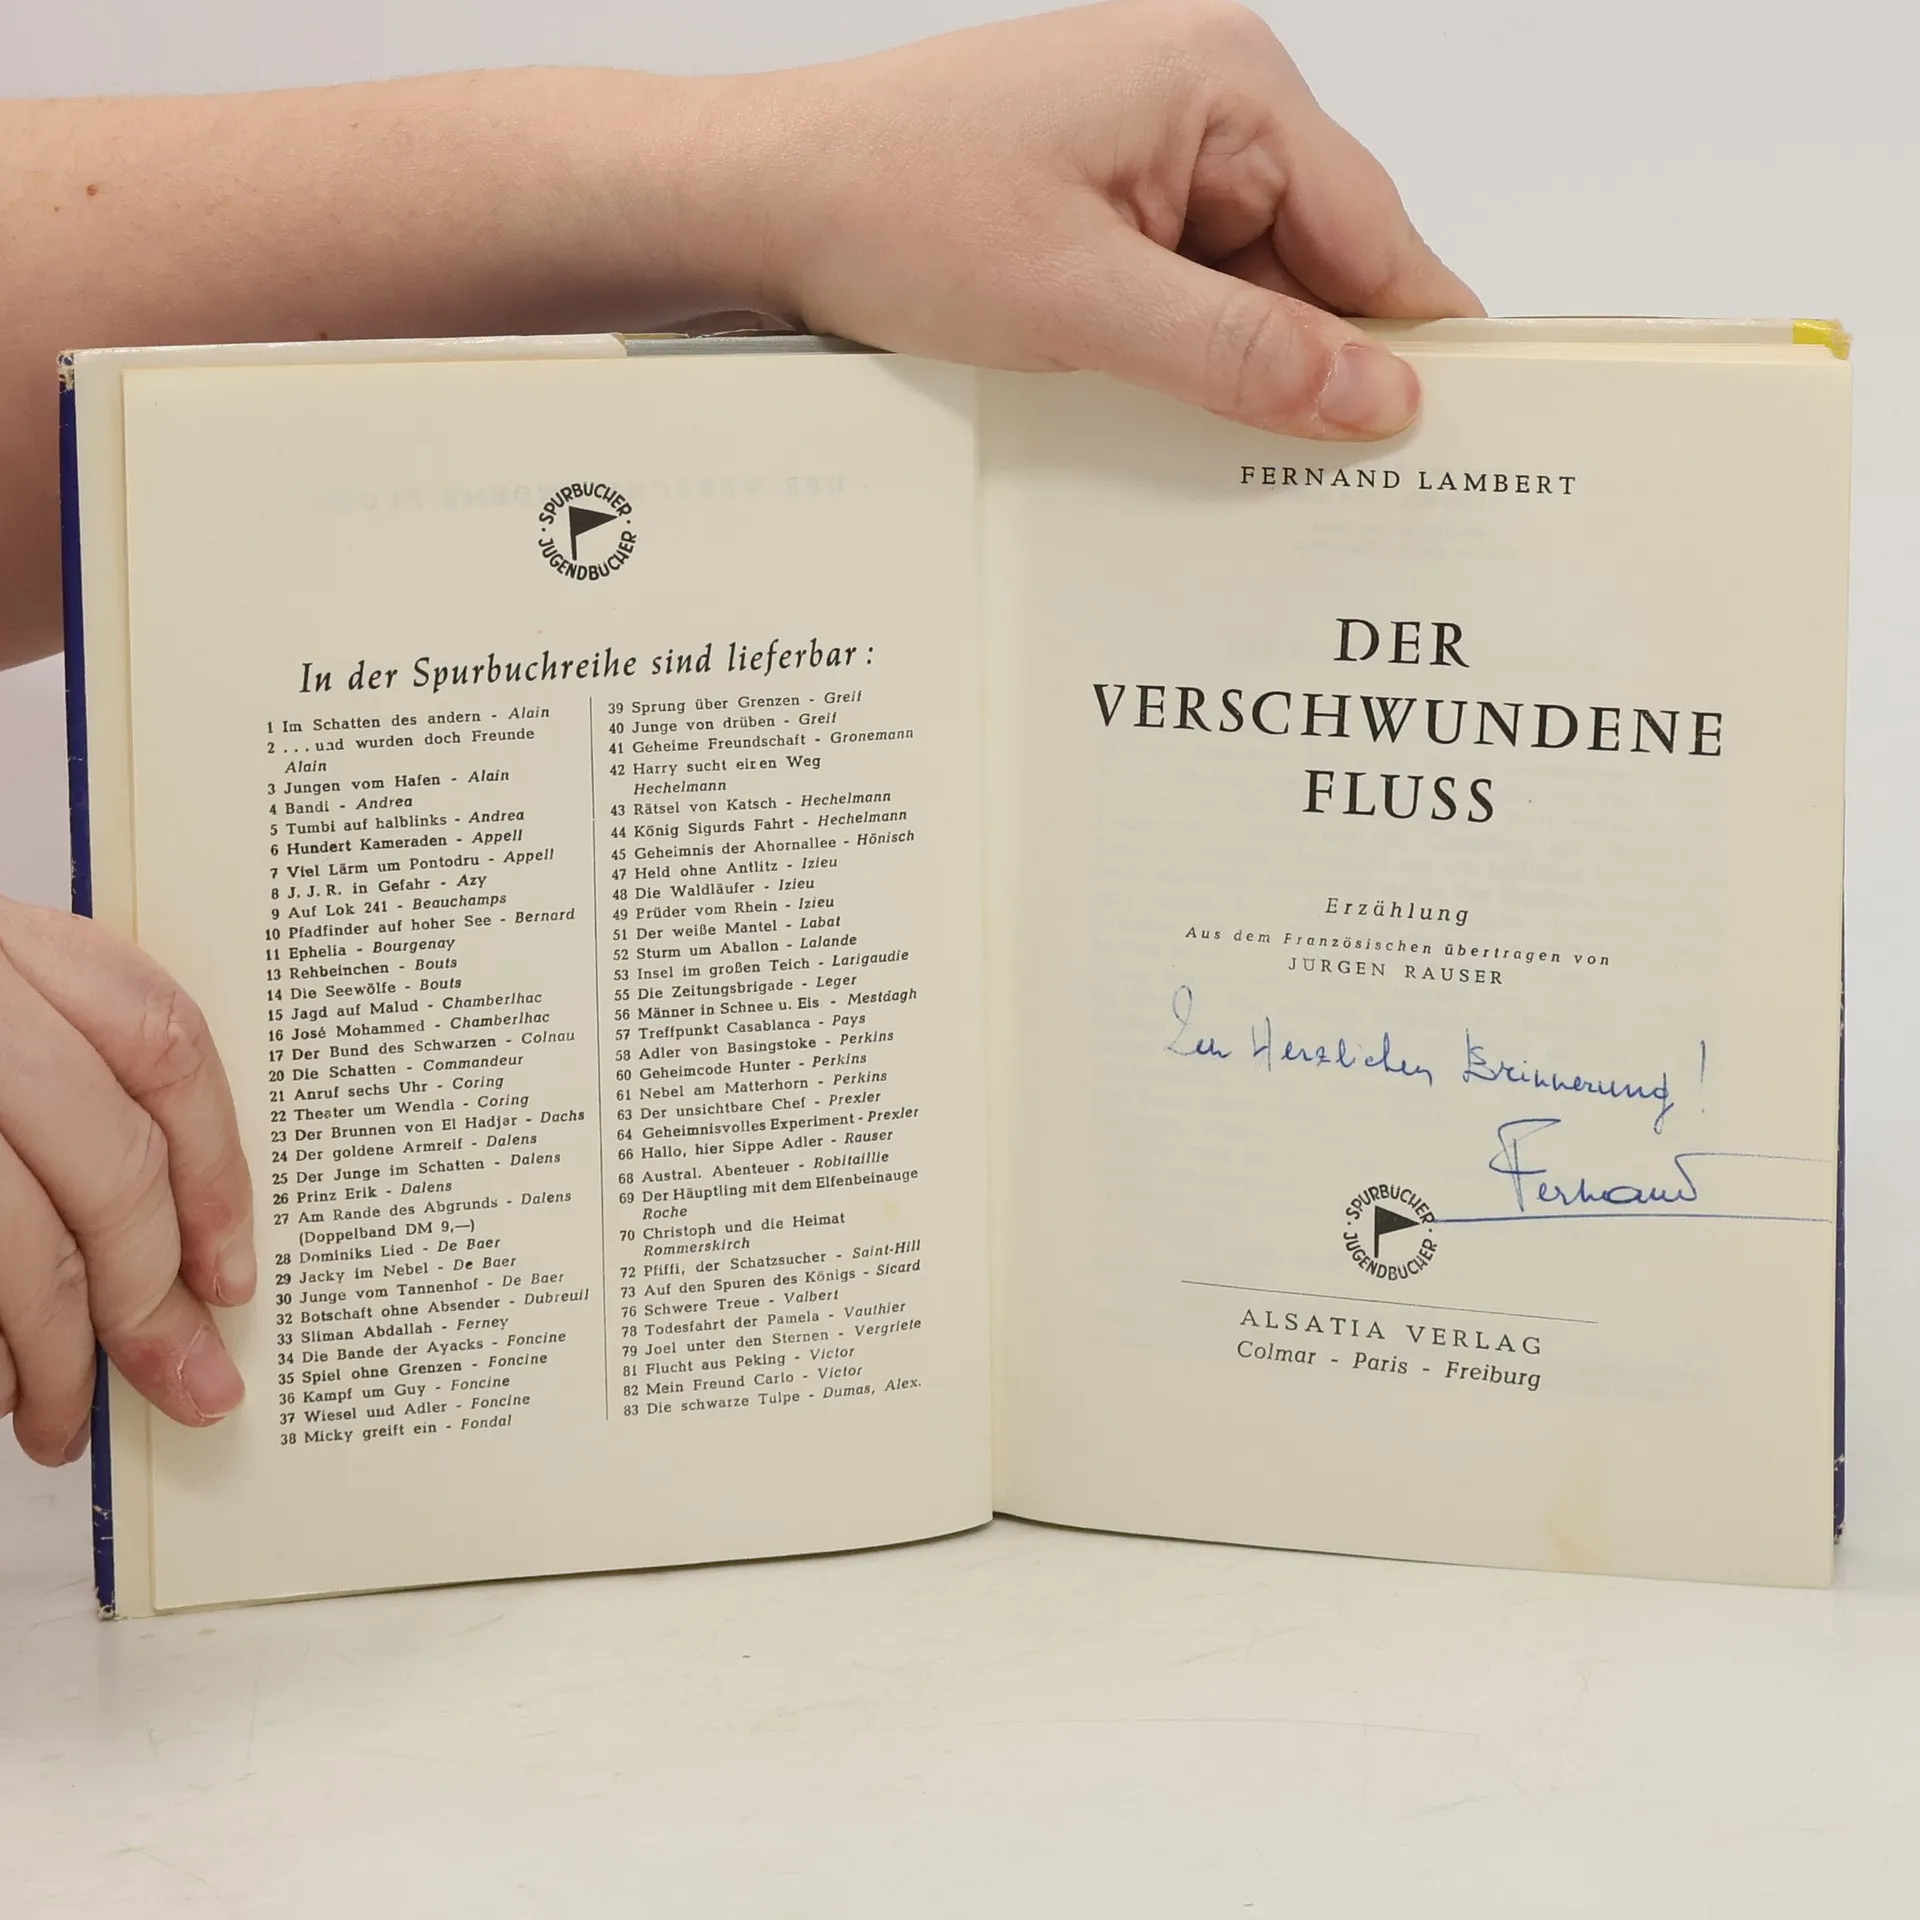 SPURBÜCHER · JUGENDBÜCHER ·
In der Spurbuchreihe sind lieferbar :
1 Im Schatten des andern - Alain
2 . . . und wurden doch Freunde
Alain
3 Jungen vom Hafen - Alain
4 Bandi - Andrea
5 Tumbi auf halblinks - Andrea
6 Hundert Kameraden - Appell
7 Viel Lärm um Pontodru - Appell
8 J. J. R. in Gefahr - Azy
9 Auf Lok 241 - Beauchamps
10 Pfadfinder auf hoher See - Bernard
11 Ephelia - Bourgenay
13 Rehbeinchen - Bouts
14 Die Seewölfe - Bouts
15 Jagd auf Malud - Chamberlhac
16 José Mohammed - Chamberlhac
17 Der Bund des Schwarzen - Colnau
20 Die Schatten - Commandeur
21 Anruf sechs Uhr - Coring
22 Theater um Wendla - Coring
23 Der Brunnen von El Hadjar - Dachs
24 Der goldene Armreif - Dalens
25 Der Junge im Schatten - Dalens
26 Prinz Erik - Dalens
27 Am Rande des Abgrunds - Dalens
(Doppelband DM 9,—)
28 Dominiks Lied - De Baer
29 Jacky im Nebel - De Baer
30 Junge vom Tannenhof - De Baer
32 Botschaft ohne Absender - Dubreuil
33 Sliman Abdallah - Ferney
34 Die Bande der Ayacks - Foncine
35 Spiel ohne Grenzen - Foncine
36 Kampf um Guy - Foncine
37 Wiesel und Adler - Foncine
38 Micky greift ein - Fondal
39 Sprung über Grenzen - Greif
40 Junge von drüben - Greif
41 Geheime Freundschaft - Gronemann
42 Harry sucht einen Weg
Hechelmann
43 Rätsel von Katsch - Hechelmann
44 König Sigurds Fahrt - Hechelmann
45 Geheimnis der Ahornallee - Hönisch
47 Held ohne Antlitz - Izieu
48 Die Waldläufer - Izieu
49 Prüder vom Rhein - Izieu
51 Der weiße Mantel - Labat
52 Sturm um Aballon - Lalande
53 Insel im großen Teich - Larigaudie
55 Die Zeitungsbrigade - Leger
56 Männer in Schnee u. Eis - Mestdagh
57 Treffpunkt Casablanca - Pays
58 Adler von Basingstoke - Perkins
60 Geheimcode Hunter - Perkins
61 Nebel am Matterhorn - Perkins
63 Der unsichtbare Chef - Prexler
64 Geheimnisvolles Experiment - Prexler
66 Hallo, hier Sippe Adler - Rauser
68 Austral. Abenteuer - Robitaillie
69 Der Häuptling mit dem Elfenbeinauge
Roche
70 Christoph und die Heimat
Rommerskirch
72 Pfiffi, der Schatzsucher - Saint-Hill
73 Auf den Spuren des Königs - Sicard
76 Schwere Treue - Valbert
78 Todesfahrt der Pamela - Vauthier
79 Joel unter den Sternen - Vergriete
81 Flucht aus Peking - Victor
82 Mein Freund Carlo - Victor
83 Die schwarze Tulpe - Dumas, Alex.
FERNAND LAMBERT
DER
VERSCHWUNDENE
FLUSS
Erzählung
Aus dem Französischen übertragen von
JÜRGEN RAUSER
Zur Herzlichen Erinnerung !
Fernand
SPURBÜCHER · JUGENDBÜCHER ·
ALSATIA VERLAG
Colmar - Paris - Freiburg